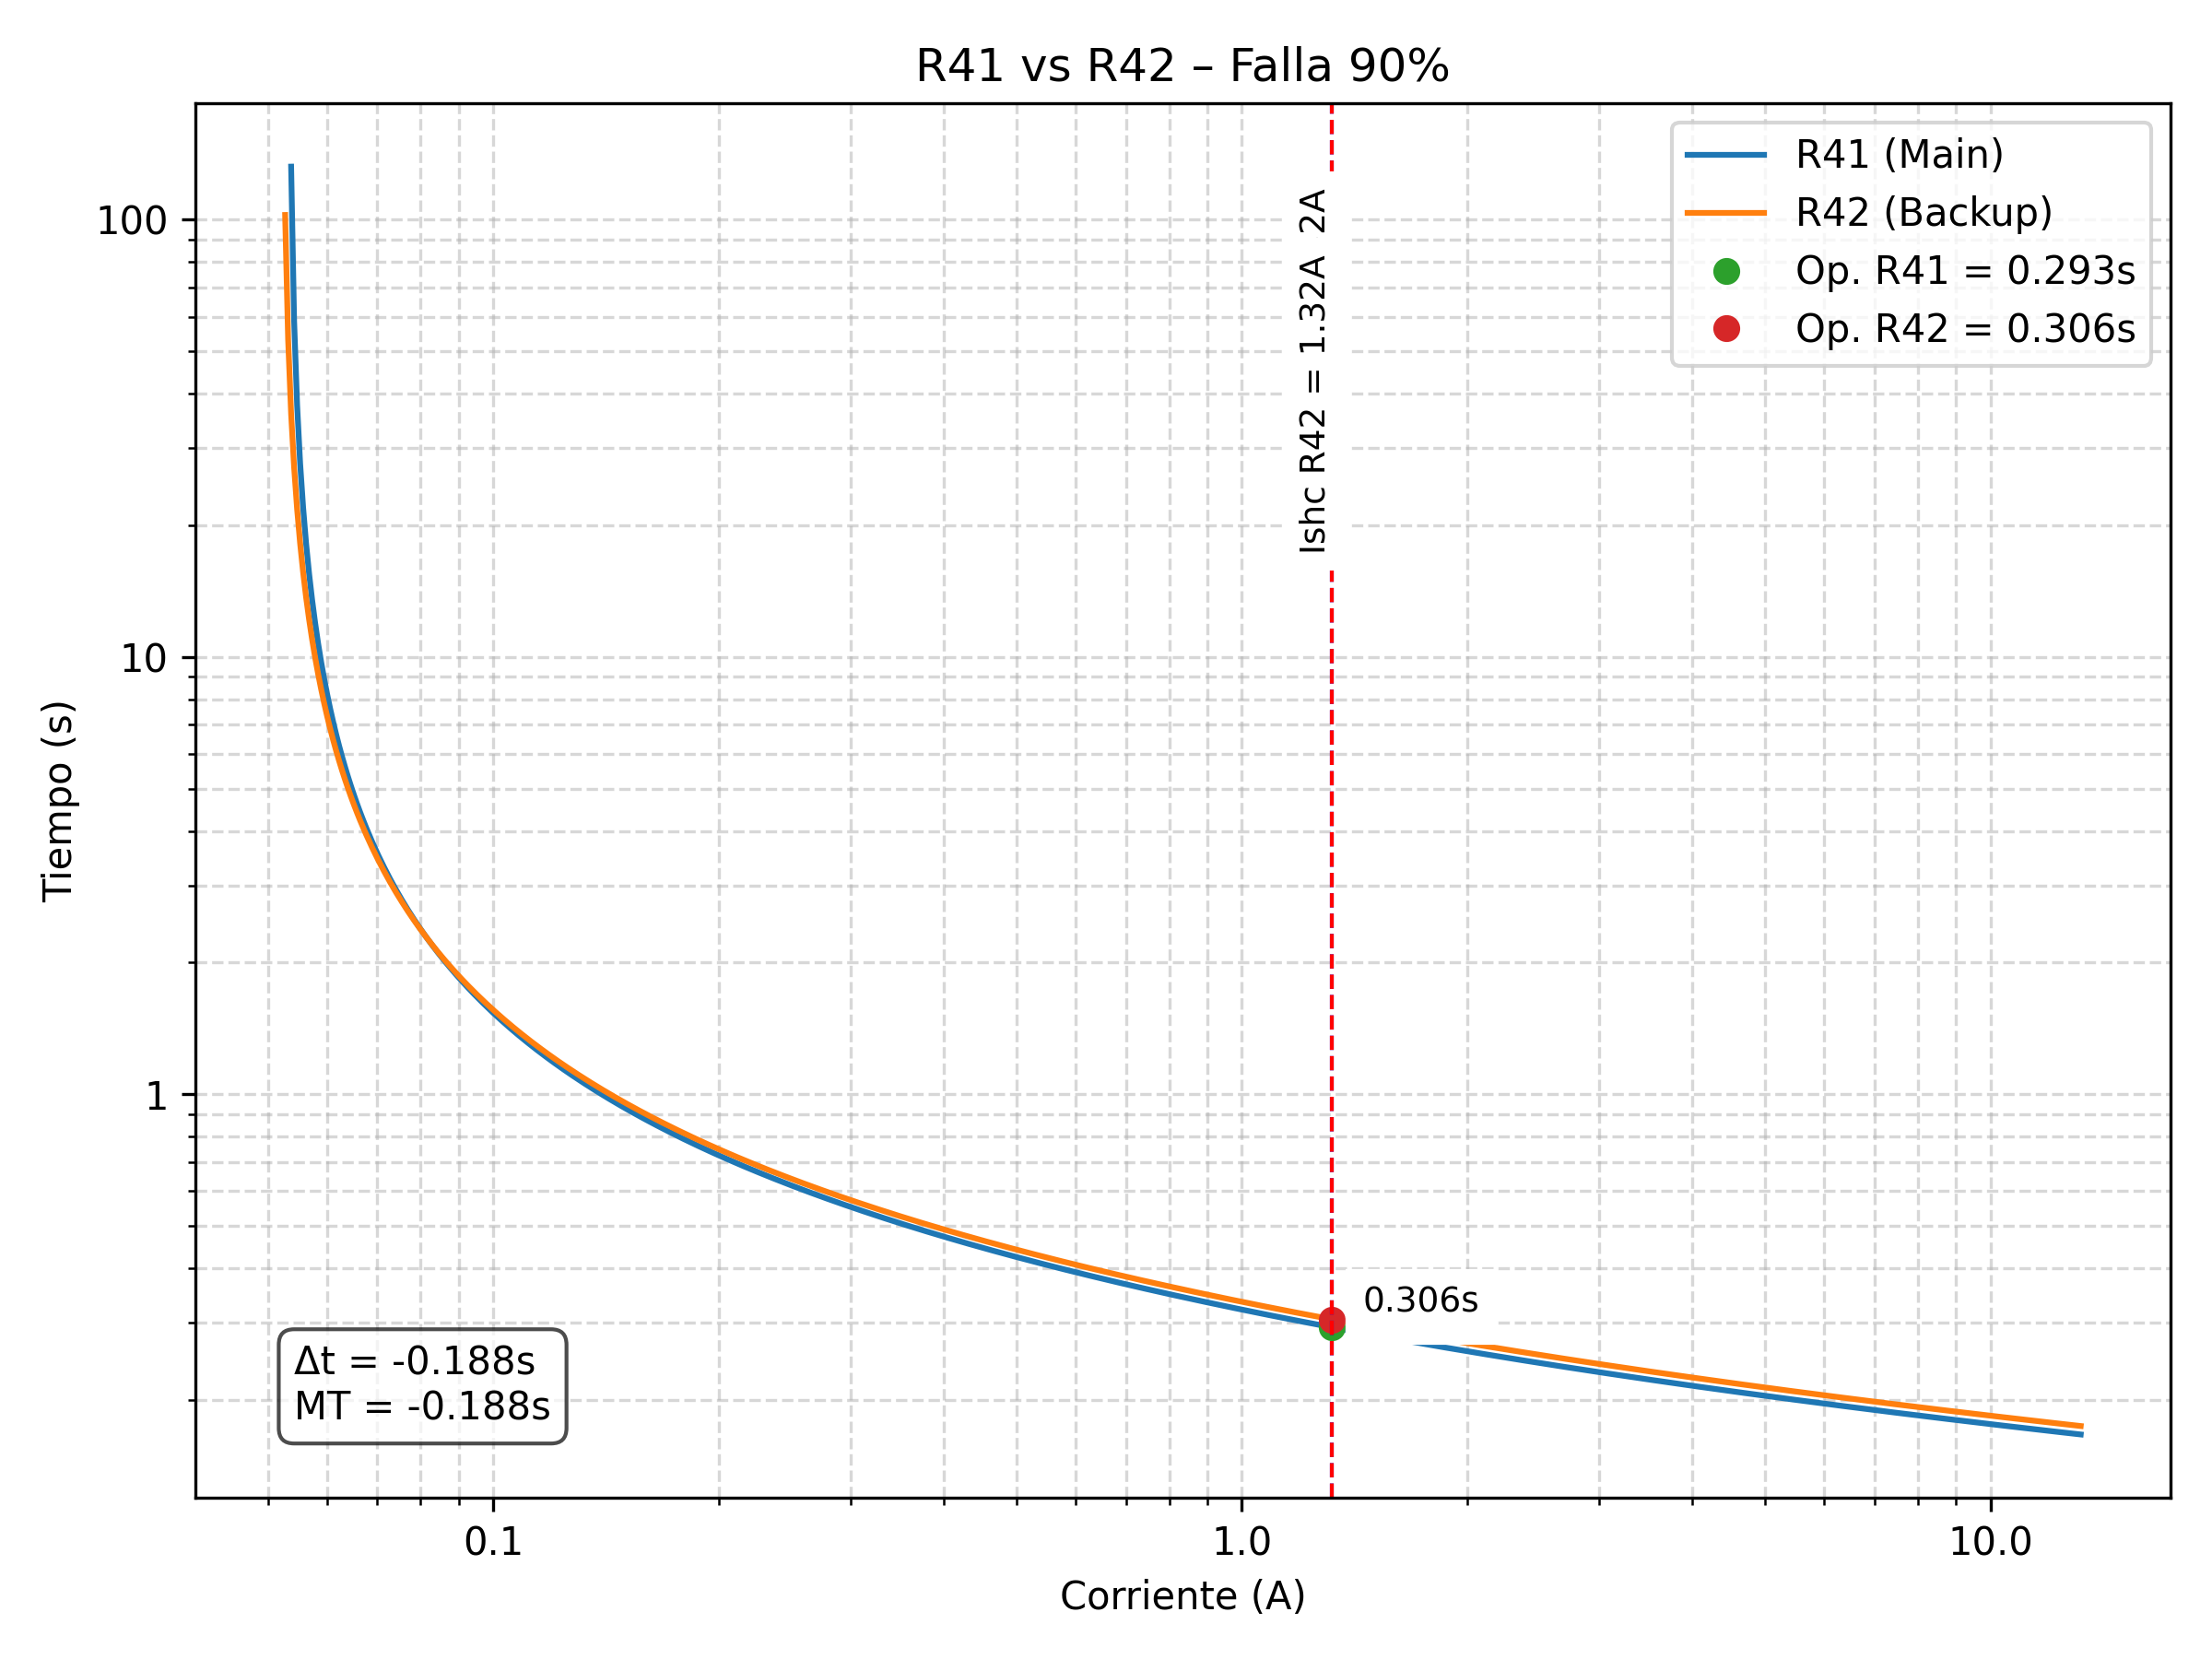 R41 vs R42 – Falla 90%
R41 (Main)
R42 (Backup)
Op. R41 = 0.293s
Op. R42 = 0.306s
Ishc R42 = 1.32A 2A
100
10
1
Tiempo (s)
0.306s
Δt = -0.188s
MT = -0.188s
0.1
1.0
10.0
Corriente (A)